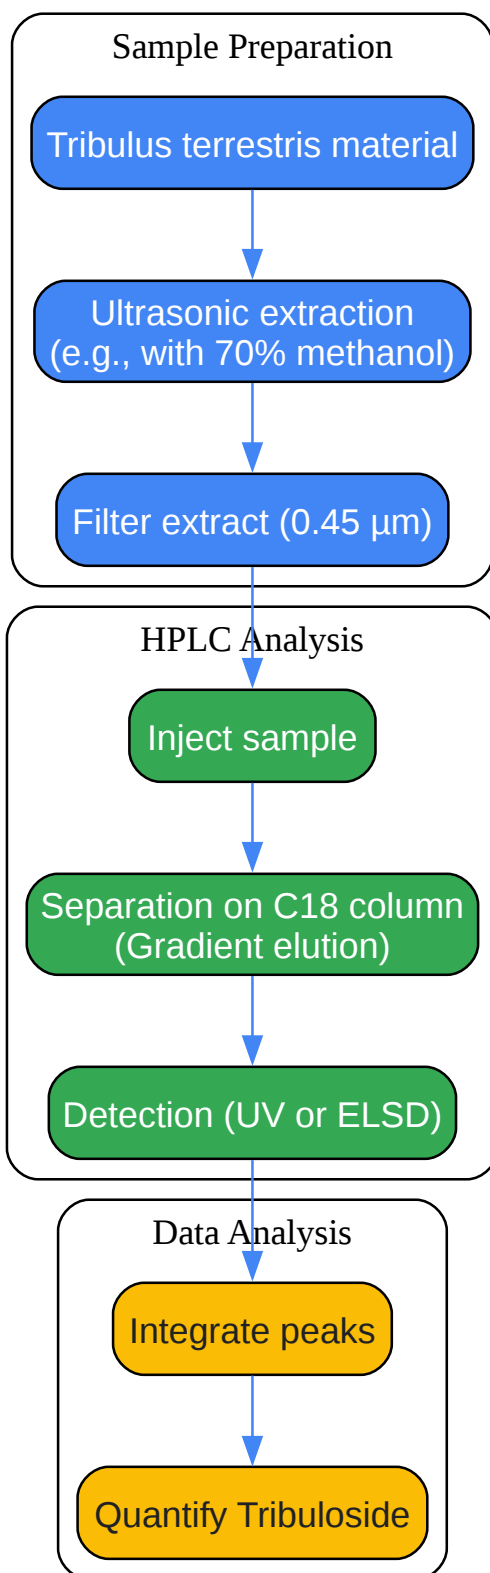 Sample Preparation
Tribulus terrestris material
Ultrasonic extraction
(e.g., with 70% methanol)
Filter extract (0.45 µm)
HPLC Analysis
Inject sample
Separation on C18 column
(Gradient elution)
Detection (UV or ELSD)
Data Analysis
Integrate peaks
Quantify Tribuloside